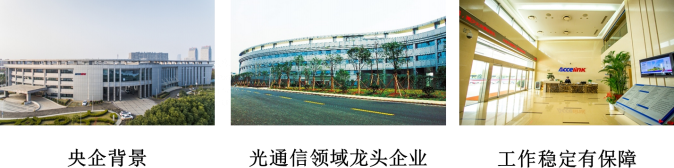 accelink
央企背景
光通信领域龙头企业
工作稳定有保障